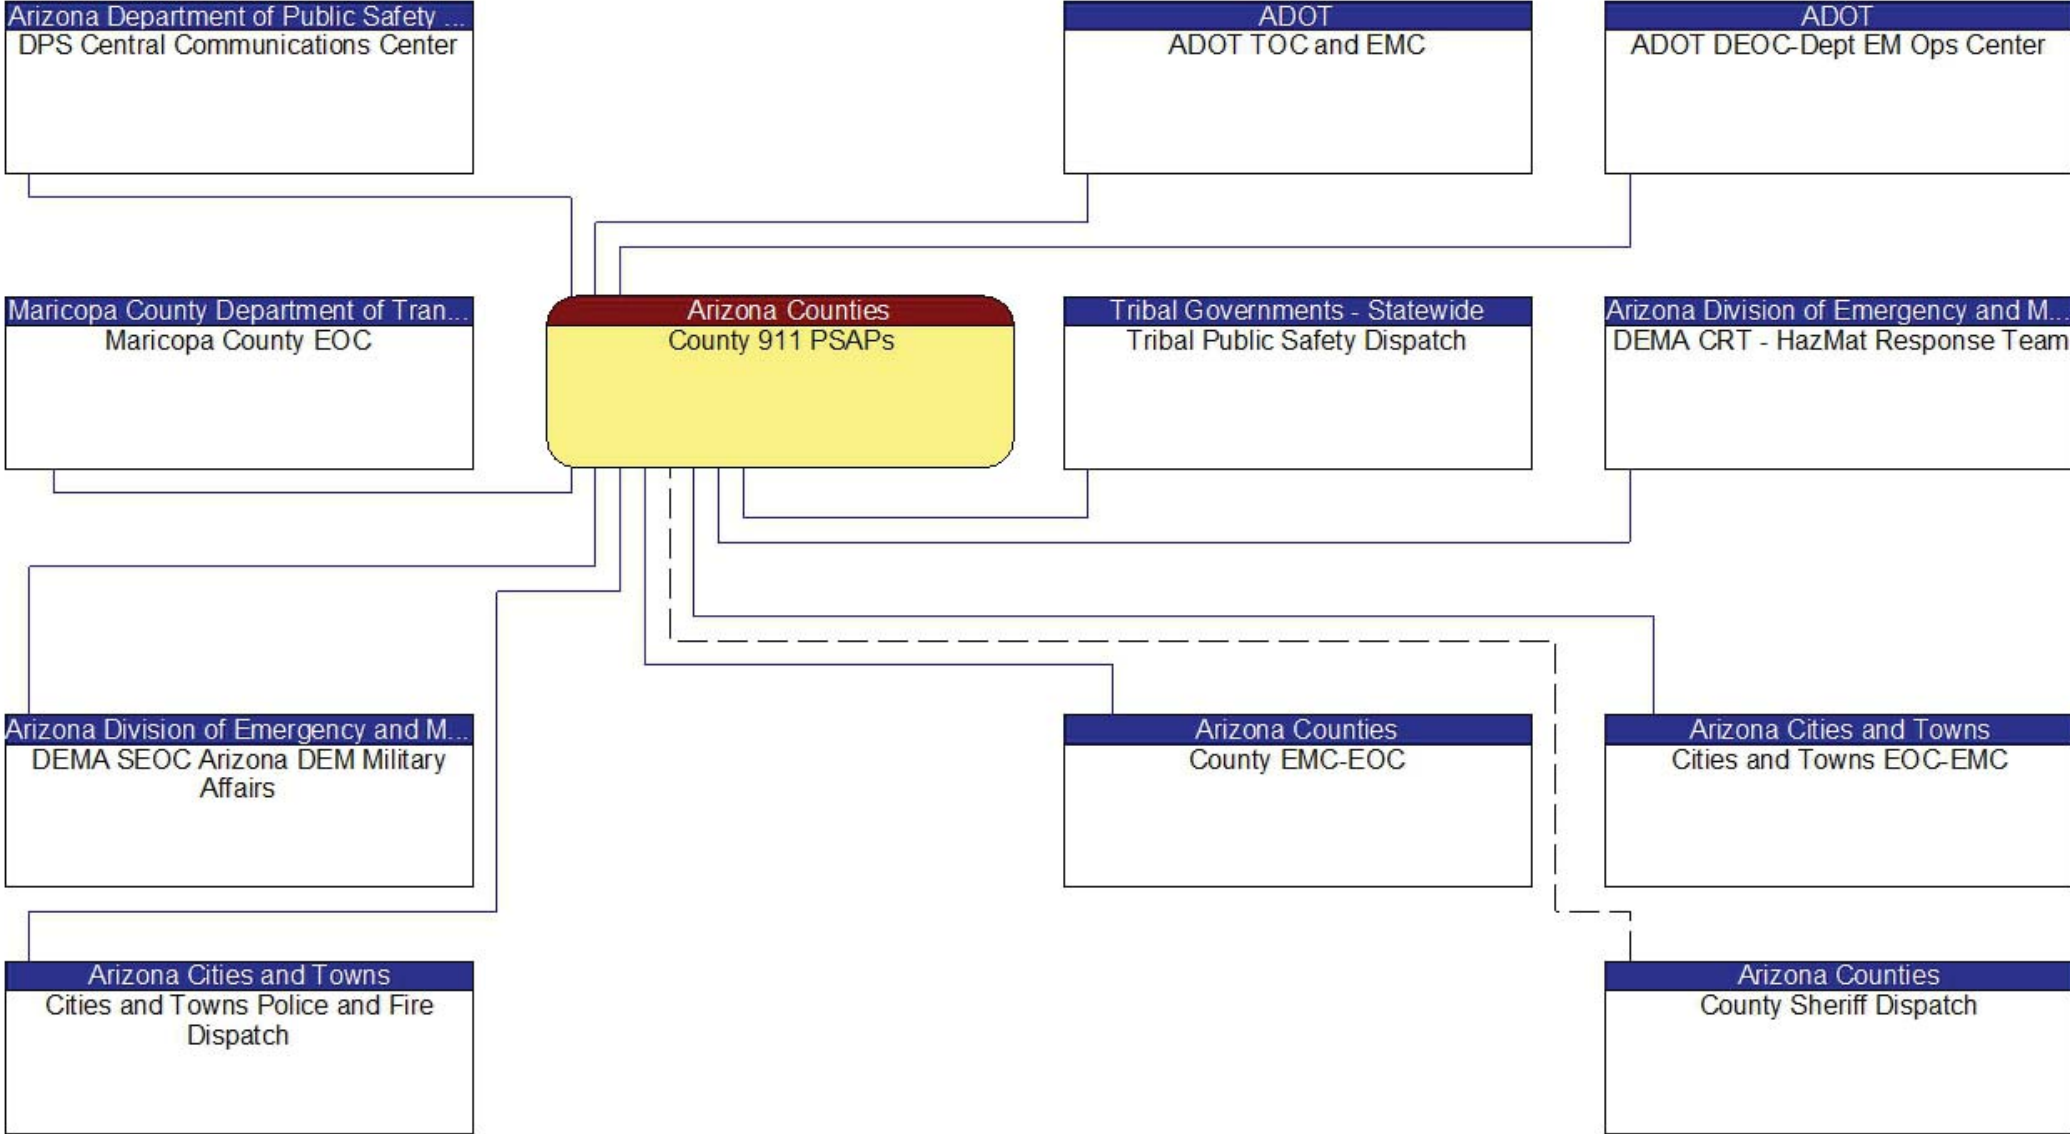 Arizona Department of Public Safety ...
DPS Central Communications Center
ADOT
ADOT TOC and EMC
ADOT
ADOT DEOC-Dept EM Ops Center
Maricopa County Department of Tran...
Maricopa County EOC
Arizona Counties
County 911 PSAPs
Tribal Governments - Statewide
Tribal Public Safety Dispatch
Arizona Division of Emergency and M...
DEMA CRT - HazMat Response Team
Arizona Division of Emergency and M...
DEMA SEOC Arizona DEM Military
Affairs
Arizona Counties
County EMC-EOC
Arizona Cities and Towns
Cities and Towns EOC-EMC
Arizona Cities and Towns
Cities and Towns Police and Fire
Dispatch
Arizona Counties
County Sheriff Dispatch